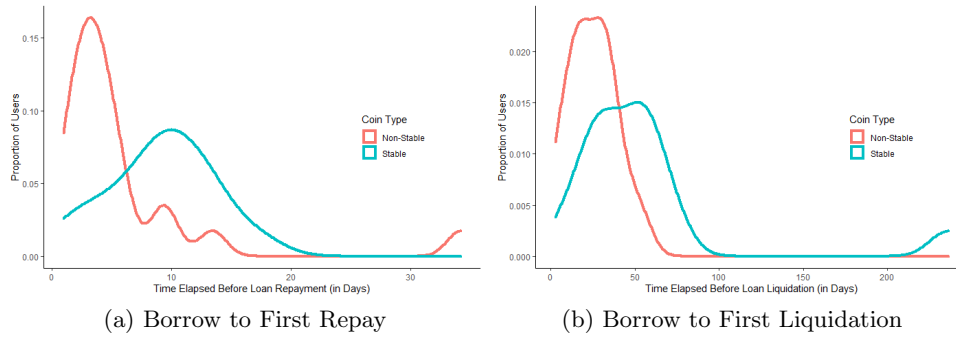 Proportion of Users
0.15
0.10
0.05
0.00
0
10
20
30
Time Elapsed Before Loan Repayment (in Days)
Coin Type
Non-Stable
Stable
(a) Borrow to First Repay
Proportion of Users
0.020
0.015
0.010
0.005
0.000
0
50
100
150
200
Time Elapsed Before Loan Liquidation (in Days)
Coin Type
Non-Stable
Stable
(b) Borrow to First Liquidation